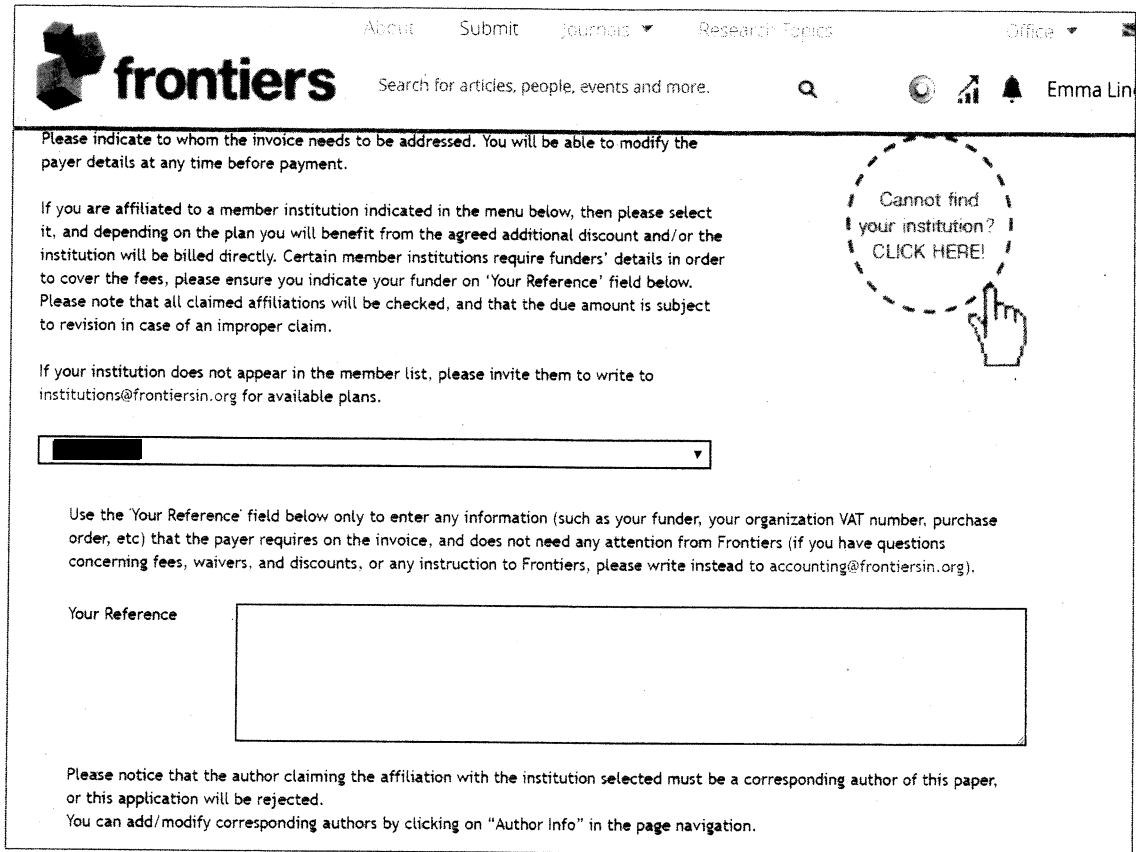 About Submit Journals Research Topics Office
frontiers
Search for articles, people, events and more.
Emma Lin
Please indicate to whom the invoice needs to be addressed. You will be able to modify the
payer details at any time before payment.
Cannot find
your institution?
CLICK HERE!
If you are affiliated to a member institution indicated in the menu below, then please select
it, and depending on the plan you will benefit from the agreed additional discount and/or the
institution will be billed directly. Certain member institutions require funders' details in order
to cover the fees, please ensure you indicate your funder on 'Your Reference' field below.
Please note that all claimed affiliations will be checked, and that the due amount is subject
to revision in case of an improper claim.
If your institution does not appear in the member list, please invite them to write to
institutions@frontiersin.org for available plans.
Use the 'Your Reference' field below only to enter any information (such as your funder, your organization VAT number, purchase
order, etc) that the payer requires on the invoice, and does not need any attention from Frontiers (if you have questions
concerning fees, waivers, and discounts, or any instruction to Frontiers, please write instead to accounting@frontiersin.org).
Your Reference
Please notice that the author claiming the affiliation with the institution selected must be a corresponding author of this paper,
or this application will be rejected.
You can add/modify corresponding authors by clicking on "Author Info" in the page navigation.